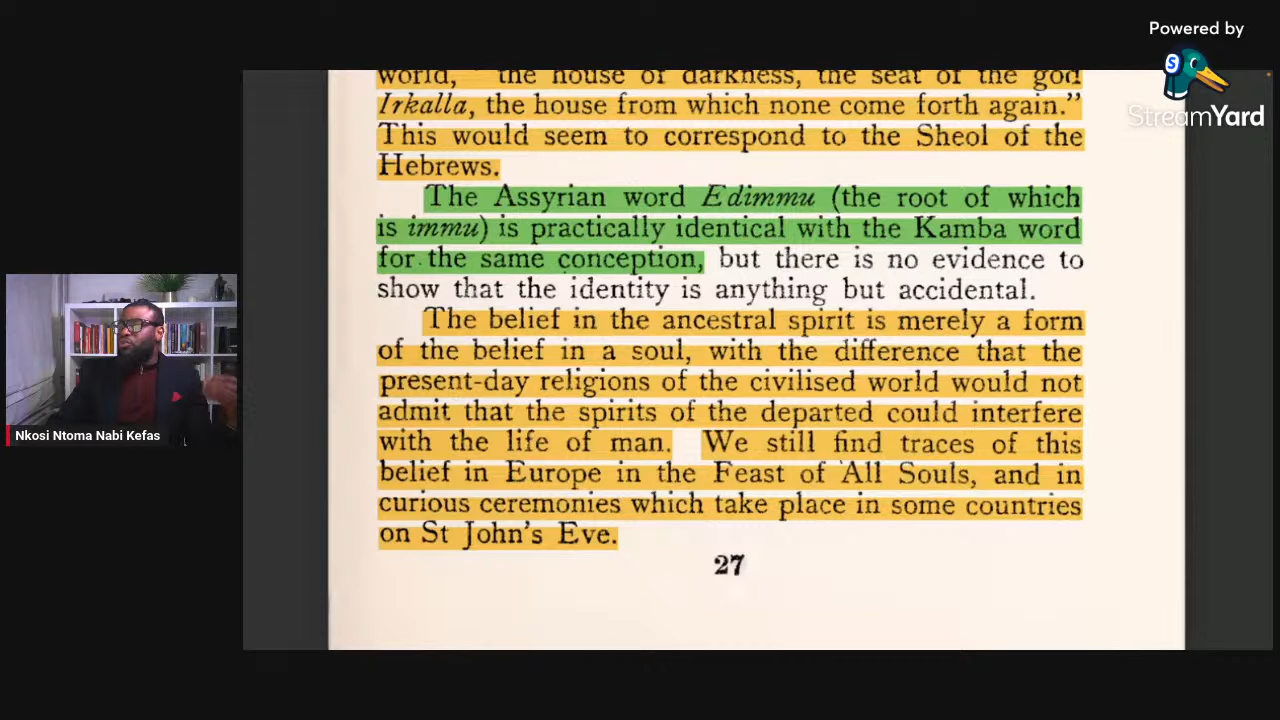 Powered by
StreamYard
world, “ the house of darkness, the seat of the god
Irkalla, the house from which none come forth again.”
This would seem to correspond to the Sheol of the
Hebrews.
The Assyrian word Edimmu (the root of which
is immu) is practically identical with the Kamba word
for the same conception, but there is no evidence to
show that the identity is anything but accidental.
The belief in the ancestral spirit is merely a form
of the belief in a soul, with the difference that the
present-day religions of the civilised world would not
admit that the spirits of the departed could interfere
with the life of man. We still find traces of this
belief in Europe in the Feast of All Souls, and in
curious ceremonies which take place in some countries
on St John's Eve.
27
Nkosi Ntoma Nabi Kefas